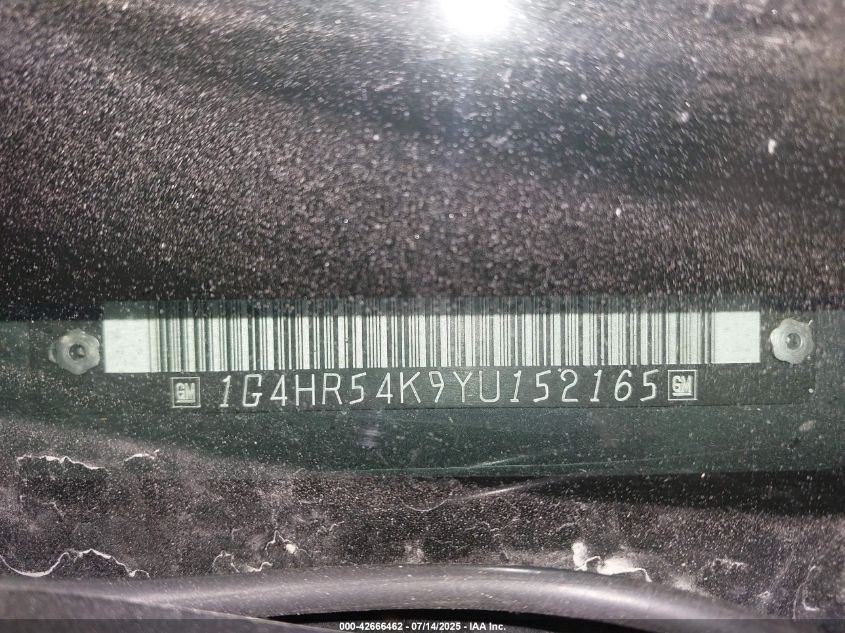 GM 1G4HR54K9YU152165 GM
000-42666462 - 07/14/2025 - IAA Inc.